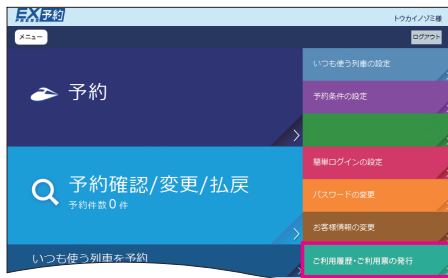 EX予約
トウカイノゾミ様
メニュー
ログアウト
予約
いつも使う列車の設定
予約条件の設定
予約確認/変更/払戻
予約件数0件
簡単ログインの設定
パスワードの変更
お客様情報の変更
いつも使う列車を予約
ご利用履歴・ご利用票の発行